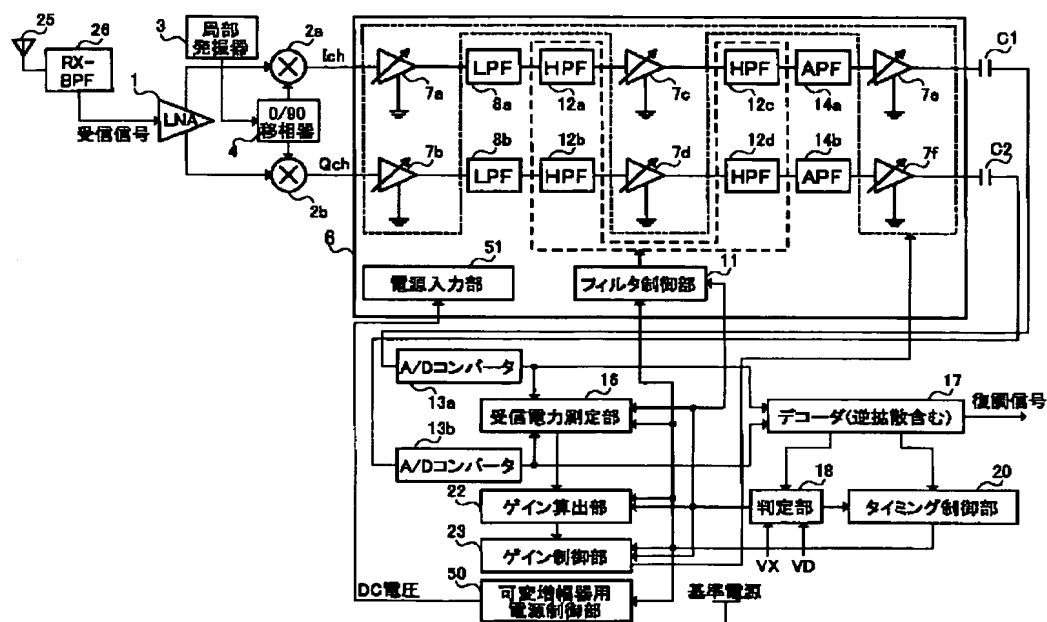 25
26
RX-
BPF
3
局部
発振器
2a
Ich
1
LNA
受信信号
4
0/90
移相器
Qch
2b
7a
LPF
8a
HPF
12a
7c
HPF
12c
APF
14a
7e
C1
7b
8b
LPF
12b
HPF
7d
12d
HPF
14b
APF
7f
C2
6
51
電源入力部
11
フィルタ制御部
A/Dコンバータ
13a
16
受信電力測定部
17
デコーダ(逆拡散含む)
復調信号
13b
A/Dコンバータ
22
ゲイン算出部
18
判定部
20
タイミング制御部
23
ゲイン制御部
VX
VD
DC電圧
50
可変増幅器用
電源制御部
基準電源